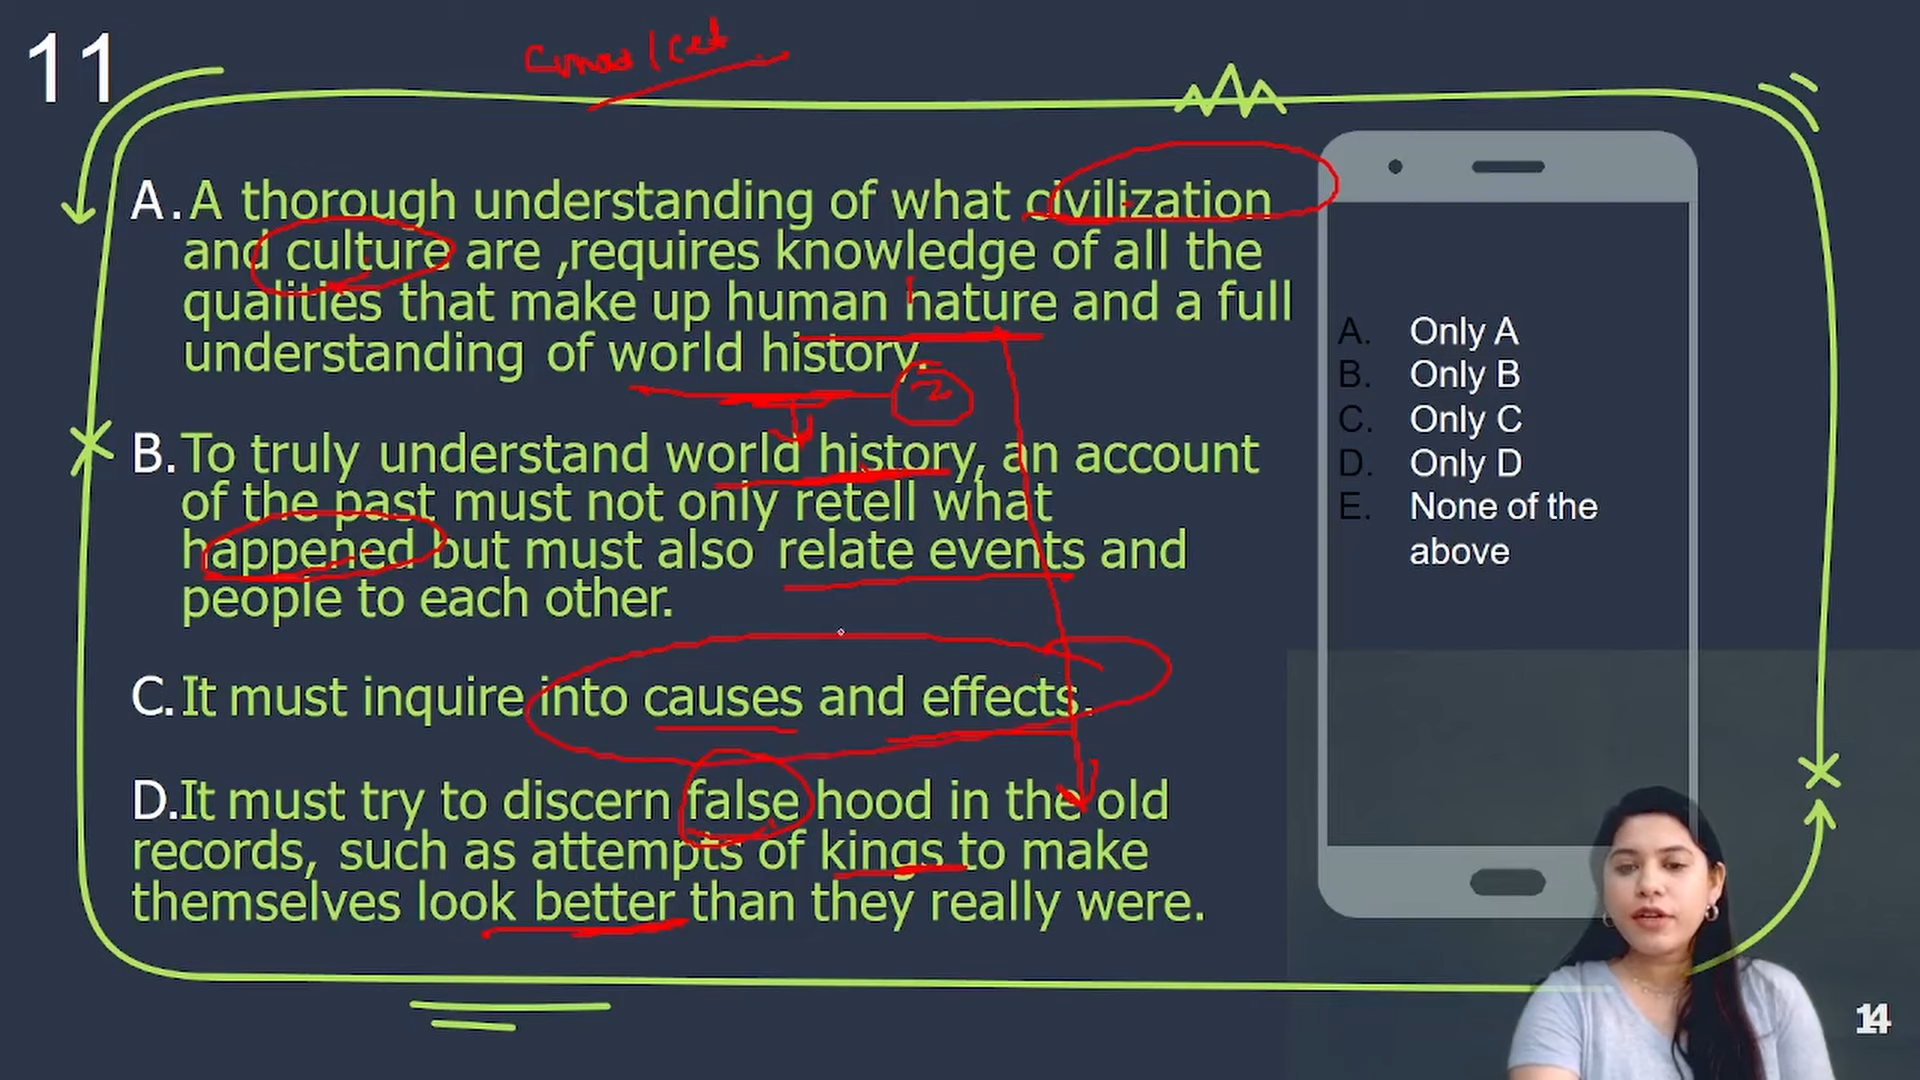 11
A. A thorough understanding of what civilization
and culture are ,requires knowledge of all the
qualities that make up human nature and a full
understanding of world history.
2
B. To truly understand world history, an account
of the past must not only retell what
happened but must also relate events and
people to each other.
C. It must inquire into causes and effects.
D. It must try to discern false hood in the old
records, such as attempts of kings to make
themselves look better than they really were.
A. Only A
B. Only B
C. Only C
D. Only D
E. None of the
above
14